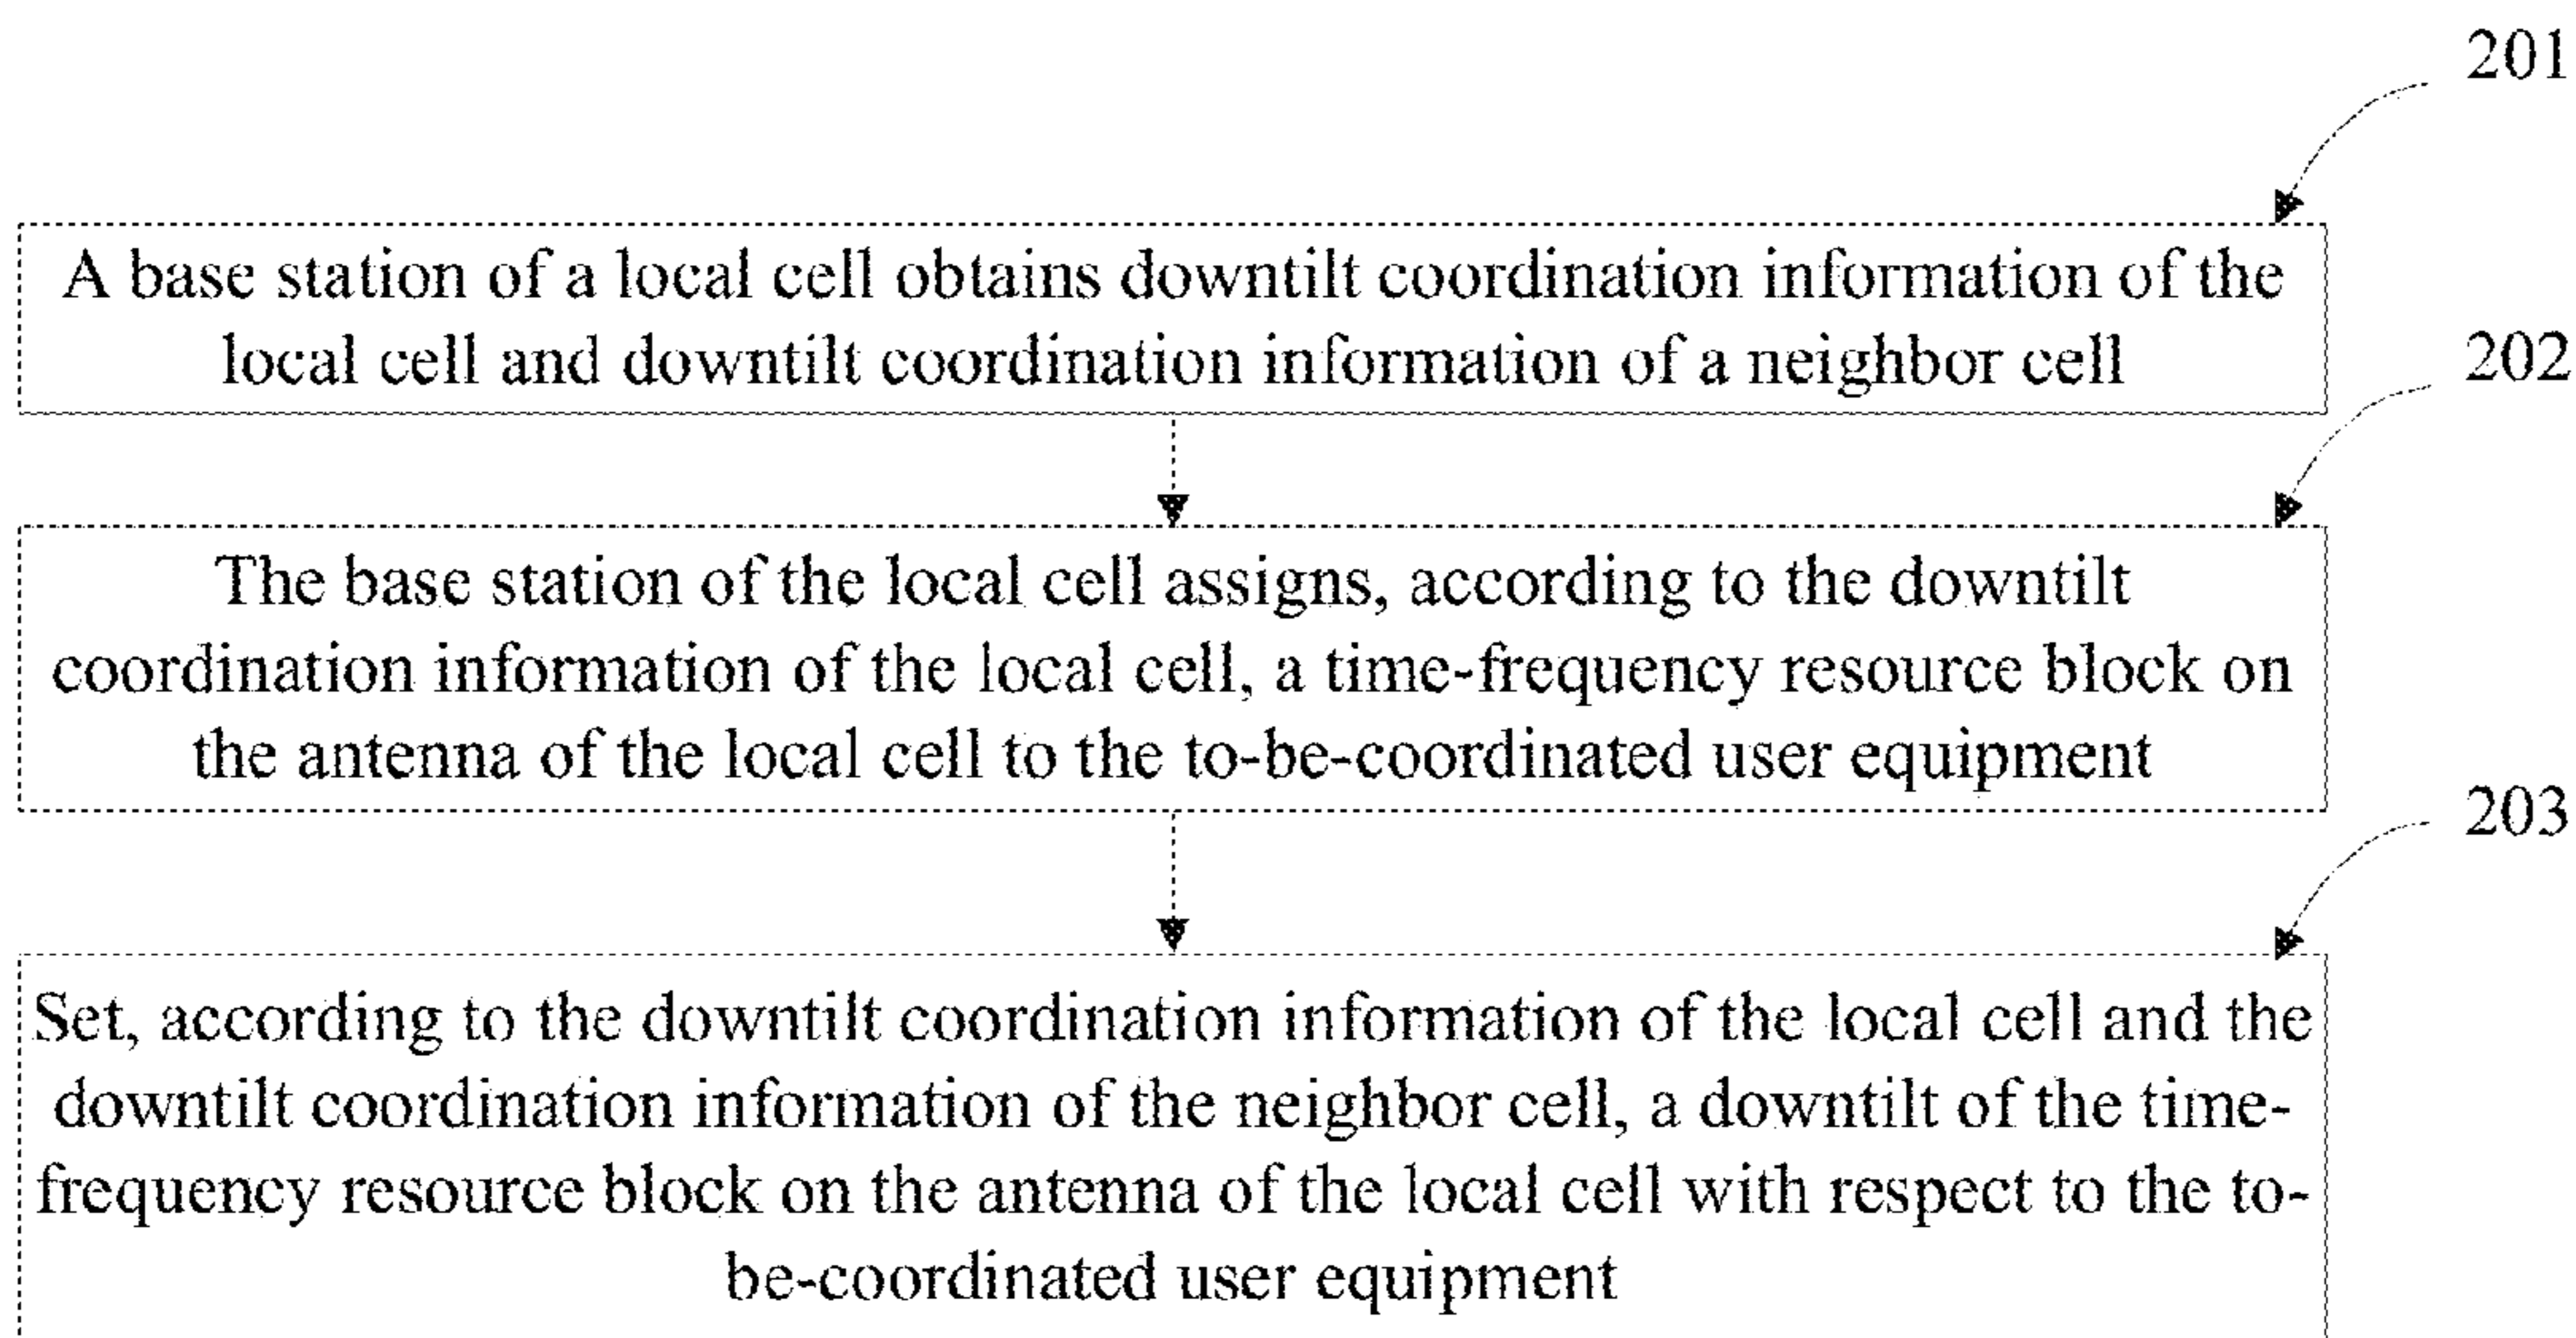 201
A base station of a local cell obtains downtilt coordination information of the
local cell and downtilt coordination information of a neighbor cell
202
The base station of the local cell assigns, according to the downtilt
coordination information of the local cell, a time-frequency resource block on
the antenna of the local cell to the to-be-coordinated user equipment
203
Set, according to the downtilt coordination information of the local cell and the
downtilt coordination information of the neighbor cell, a downtilt of the time-
frequency resource block on the antenna of the local cell with respect to the to-
be-coordinated user equipment